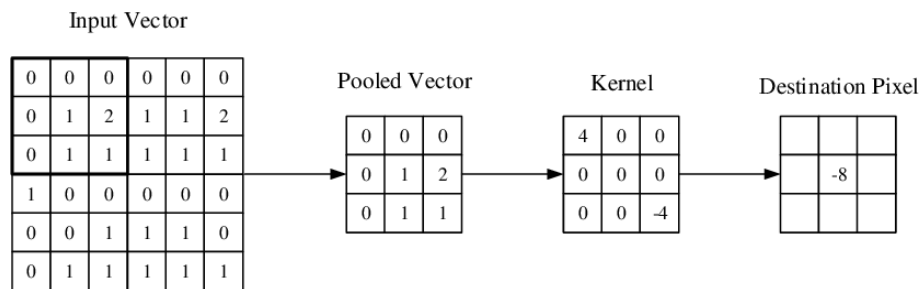 Input Vector
0 0 0 0 0 0
0 1 2 1 1 2
0 1 1 1 1 1
1 0 0 0 0 0
0 0 1 1 1 0
0 1 1 1 1 1
Pooled Vector
0 0 0
0 1 2
0 1 1
Kernel
4 0 0
0 0 0
0 0 -4
Destination Pixel
-8